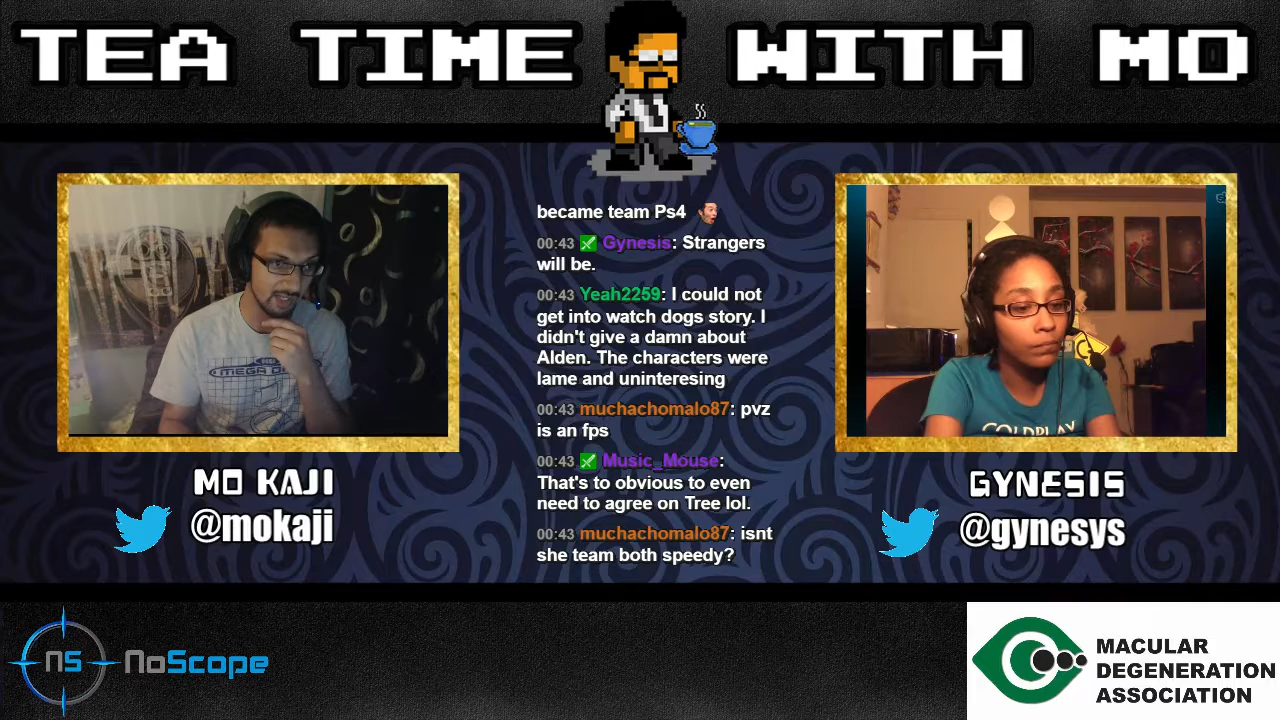 TEA TIME WITH MO
became team Ps4
00:43 Gynesis: Strangers
will be.
00:43 Yeah2259: I could not
get into watch dogs story. I
didn't give a damn about
Alden. The characters were
lame and uninteresing
00:43 muchachomalo87: pvz
is an fps
00:43 Music_Mouse:
That's to obvious to even
need to agree on Tree lol.
00:43 muchachomalo87: isnt
she team both speedy?
MEGA D
COLDPLAY
MO KAJI
@mokaji
GYNESIS
@gynesys
NS NoScope
MACULAR
DEGENERATION
ASSOCIATION